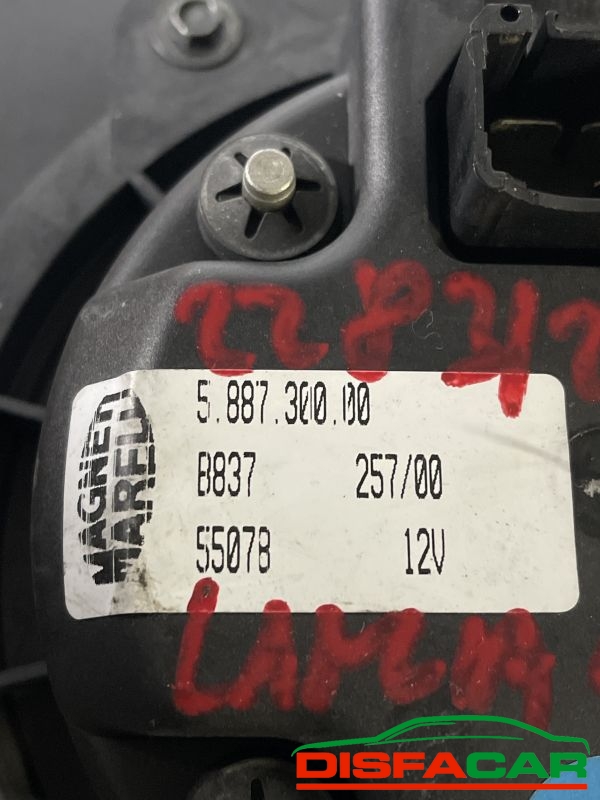 5.887.300.00
MAGNETI
MARELLI
B837 257/00
55078 12V
DISFACAR